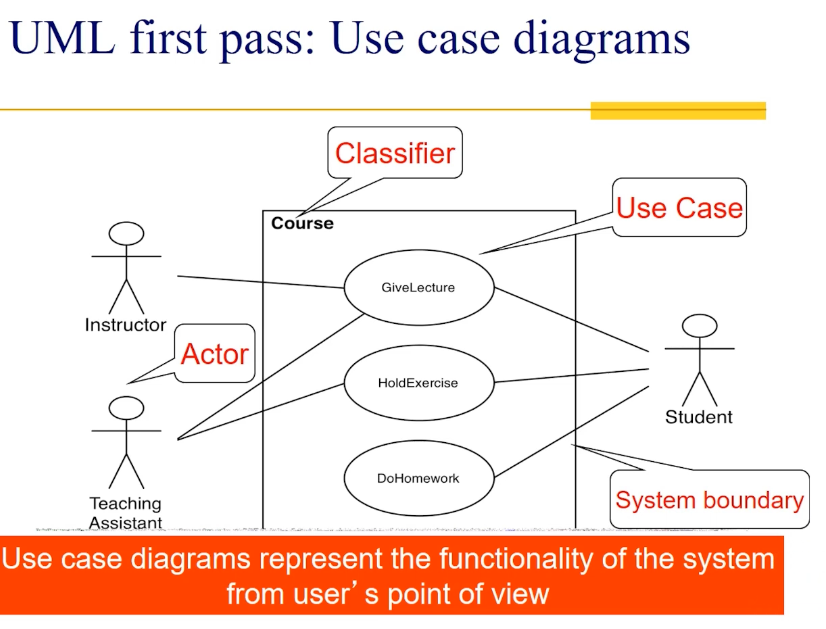 UML first pass: Use case diagrams
Classifier
Use Case
Course
GiveLecture
Instructor
Actor
HoldExercise
Student
DoHomework
System boundary
Teaching
Assistant
Use case diagrams represent the functionality of the system
from user’s point of view